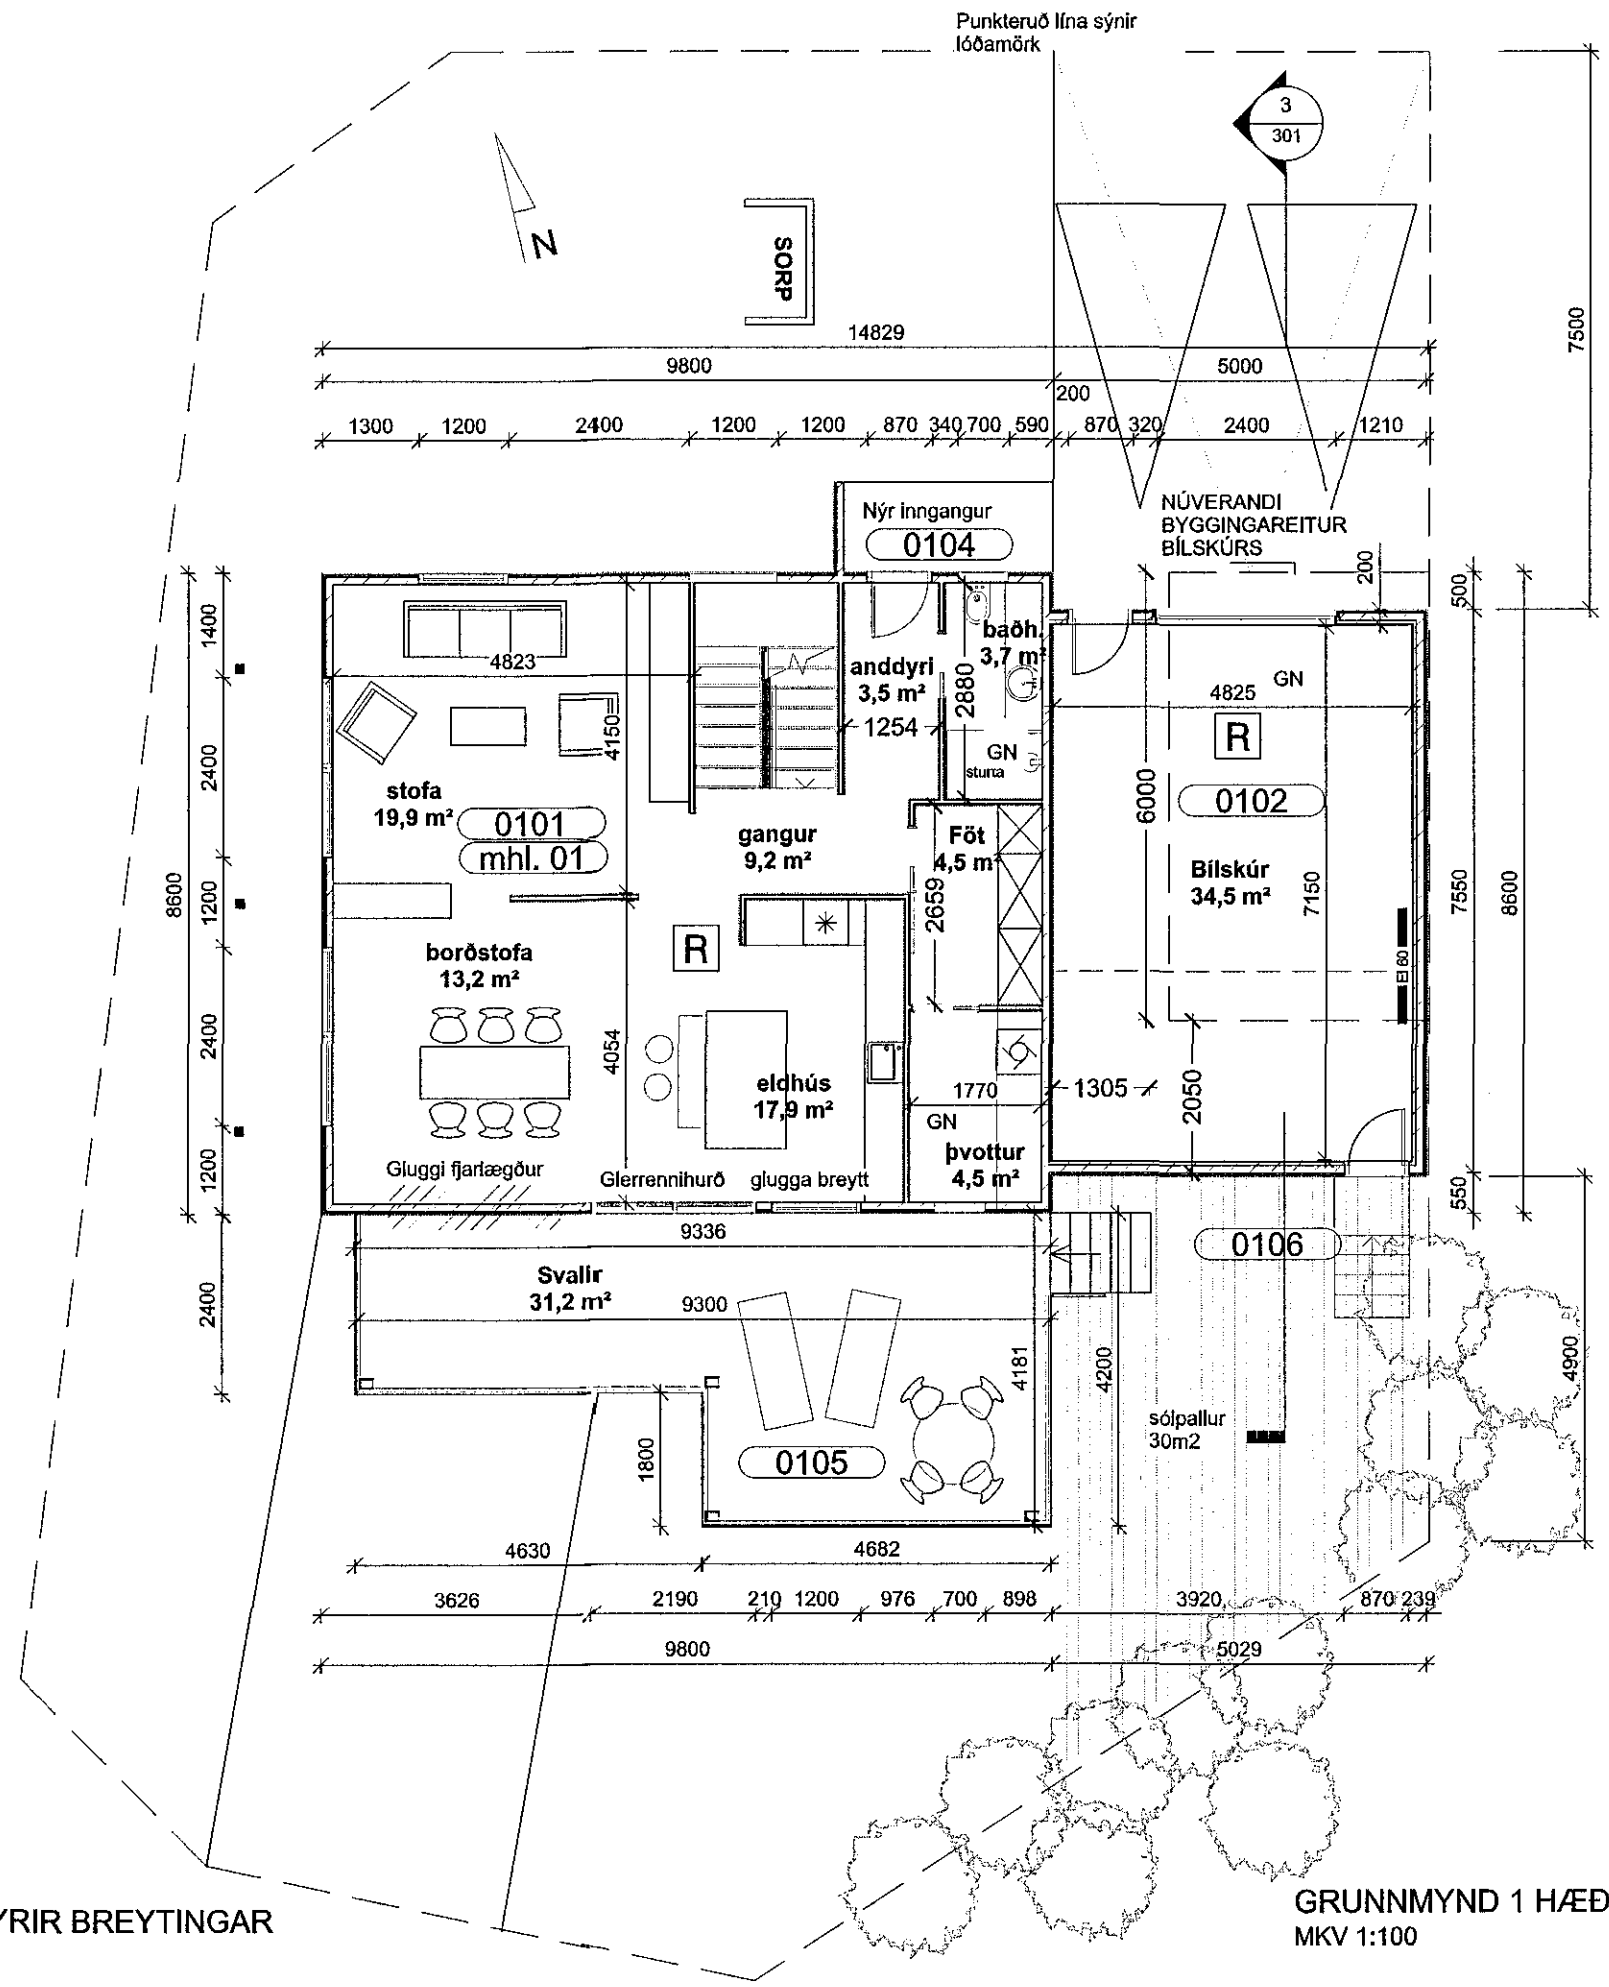 Punkteruð lína sýnir
lóðamörk
3
301
N
SORP
7500
14829
9800
5000
200
1300 1200 2400 1200 1200 870 340 700 590 870 320 2400 1210
Nýr inngangur
0104
NÚVERANDI
BYGGINGAREITUR
BÍLSKÚRS
200
500
1400
4823
4150
baðh.
3,7 m²
anddyri
3,5 m²
2880
1254
GN
4825
R
GN
sturta
6000
0102
2400
stofa
19,9 m²
0101
mhl. 01
gangur
9,2 m²
Föt
4,5 m²
2659
Bílskúr
34,5 m²
7150
8600
1200
7550
8600
borðstofa
13,2 m²
R
EI 60
2400
4054
eldhús
17,9 m²
1770
1305
2050
GN
þvottur
4,5 m²
1200
Gluggi fjarlægður
Glerrennihurð
glugga breytt
550
9336
0106
Svalir
31,2 m²
9300
2400
4181
4200
4900
sólpallur
30m2
1800
0105
4630
4682
3626 2190 210 1200 976 700 898 3920 870 239
9800
5029
YRIR BREYTINGAR
GRUNNMYND 1 HÆÐ
MKV 1:100